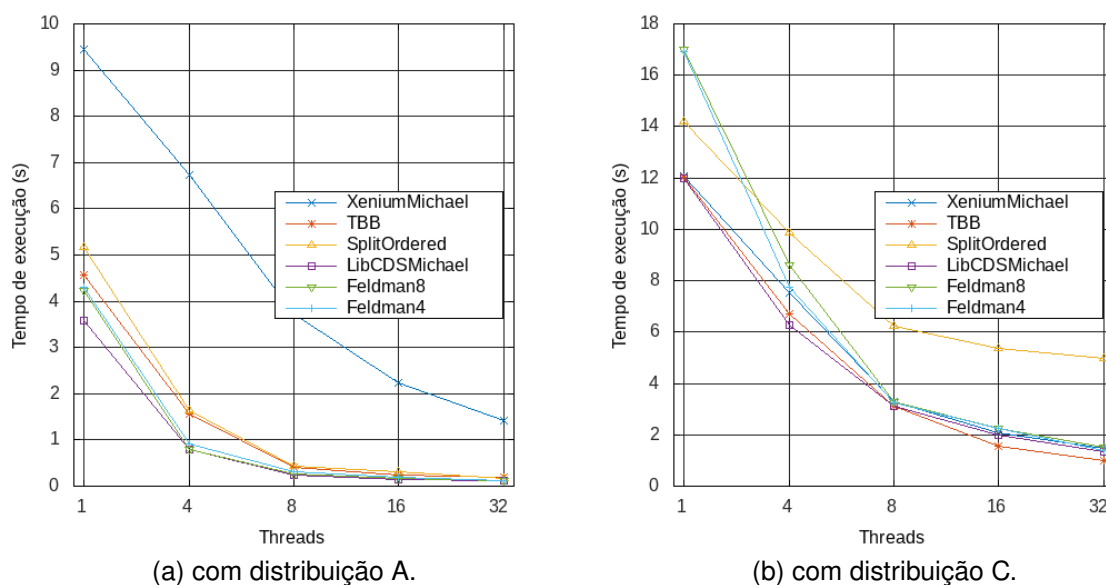 10
9
8
7
6
5
4
3
2
1
0
Tempo de execução (s)
XeniumMichael
TBB
SplitOrdered
LibCDSMichael
Feldman8
Feldman4
1 4 8 16 32
Threads
(a) com distribuição A.
18
16
14
12
10
8
6
4
2
0
Tempo de execução (s)
XeniumMichael
TBB
SplitOrdered
LibCDSMichael
Feldman8
Feldman4
1 4 8 16 32
Threads
(b) com distribuição C.